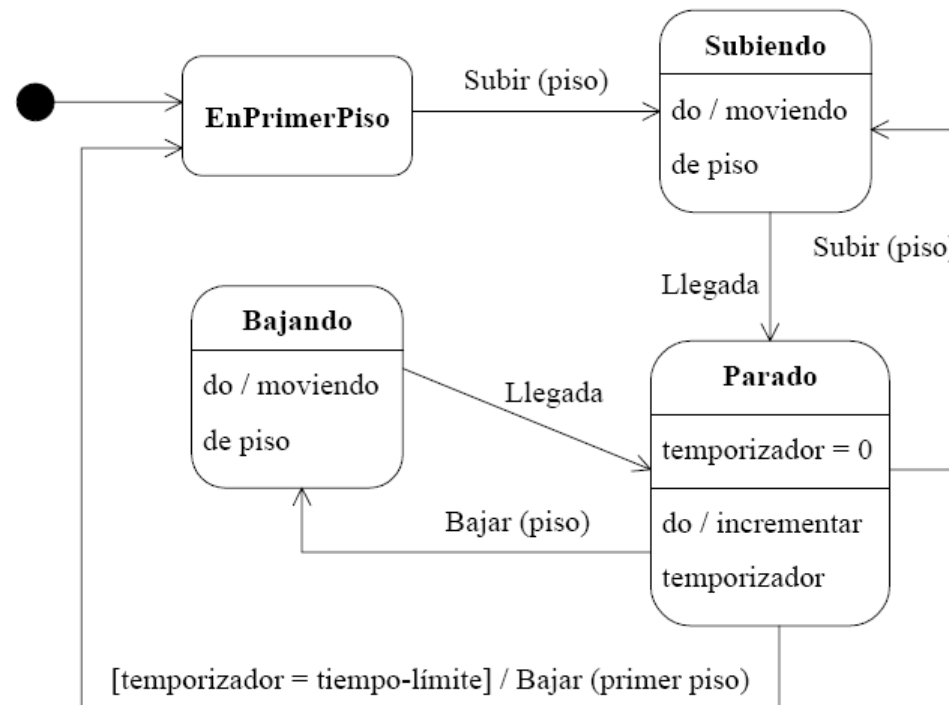 Subiendo
Subir (piso)
EnPrimerPiso
do / moviendo
de piso
Subir (piso)
Llegada
Bajando
do / moviendo
de piso
Llegada
Parado
temporizador = 0
Bajar (piso)
do / incrementar
temporizador
[temporizador = tiempo-límite] / Bajar (primer piso)